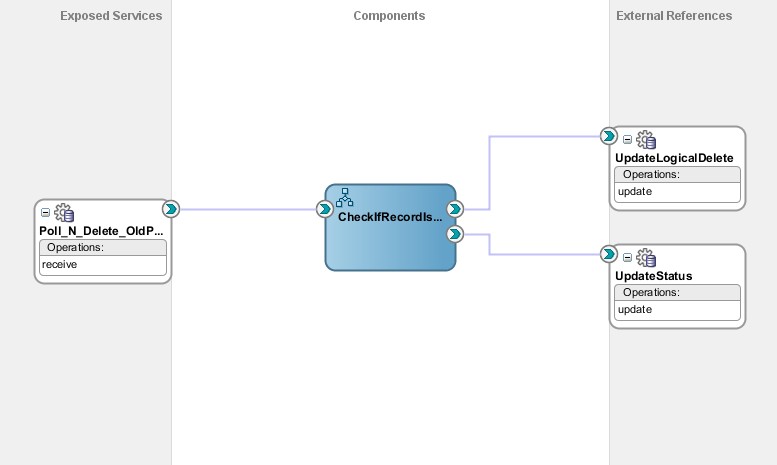 Exposed Services
Components
External References
Poll_N_Delete_OldP...
Operations:
receive
CheckIfRecordIs...
UpdateLogicalDelete
Operations:
update
UpdateStatus
Operations:
update